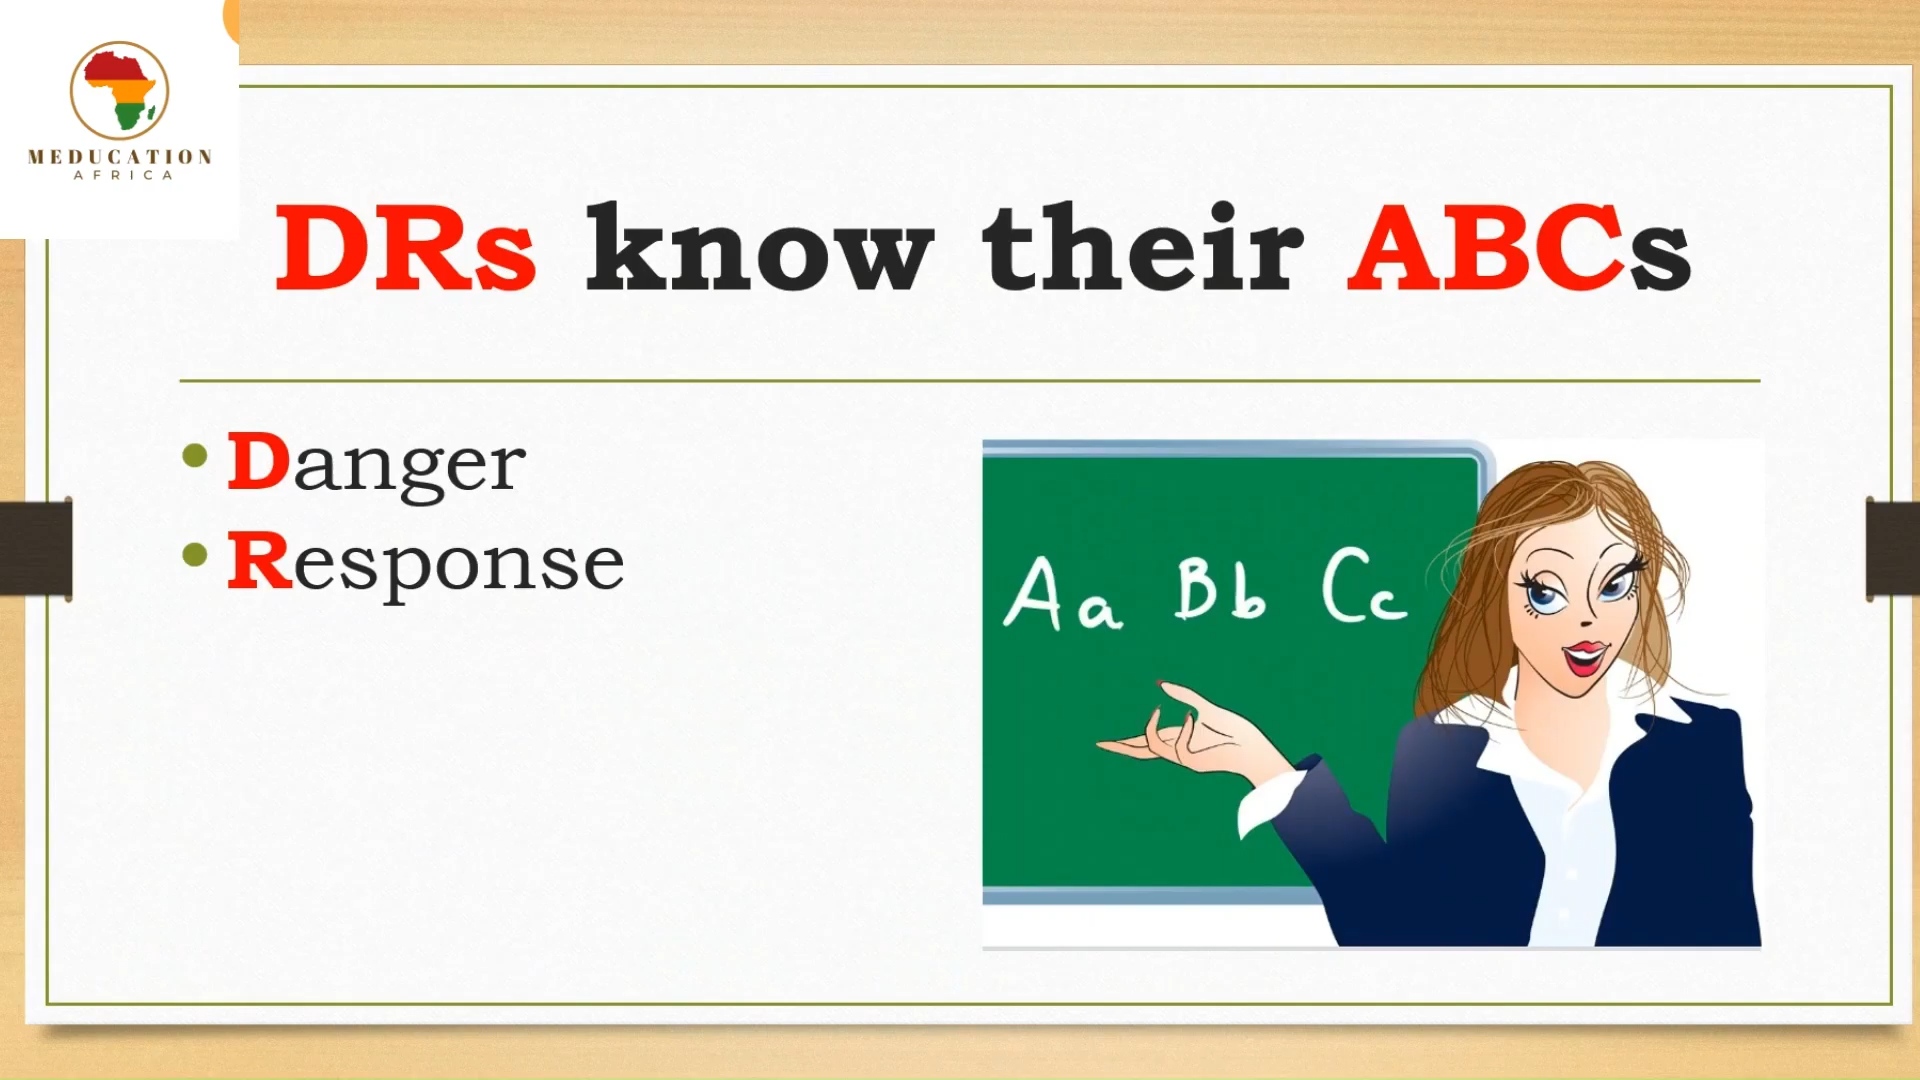 MEDUCATION
AFRICA
DRs know their ABCs
• Danger
• Response
Aa Bb Cc